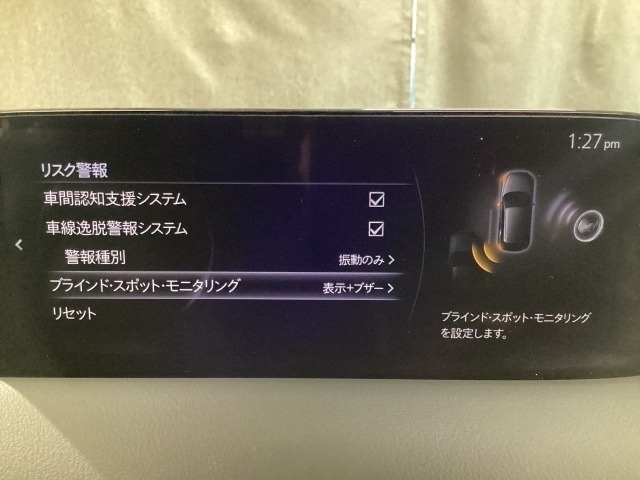 1:27pm
リスク警報
車間認知支援システム
車線逸脱警報システム
警報種別 振動のみ
ブラインド・スポット・モニタリング 表示+ブザー
リセット
ブラインド・スポット・モニタリング
を設定します。